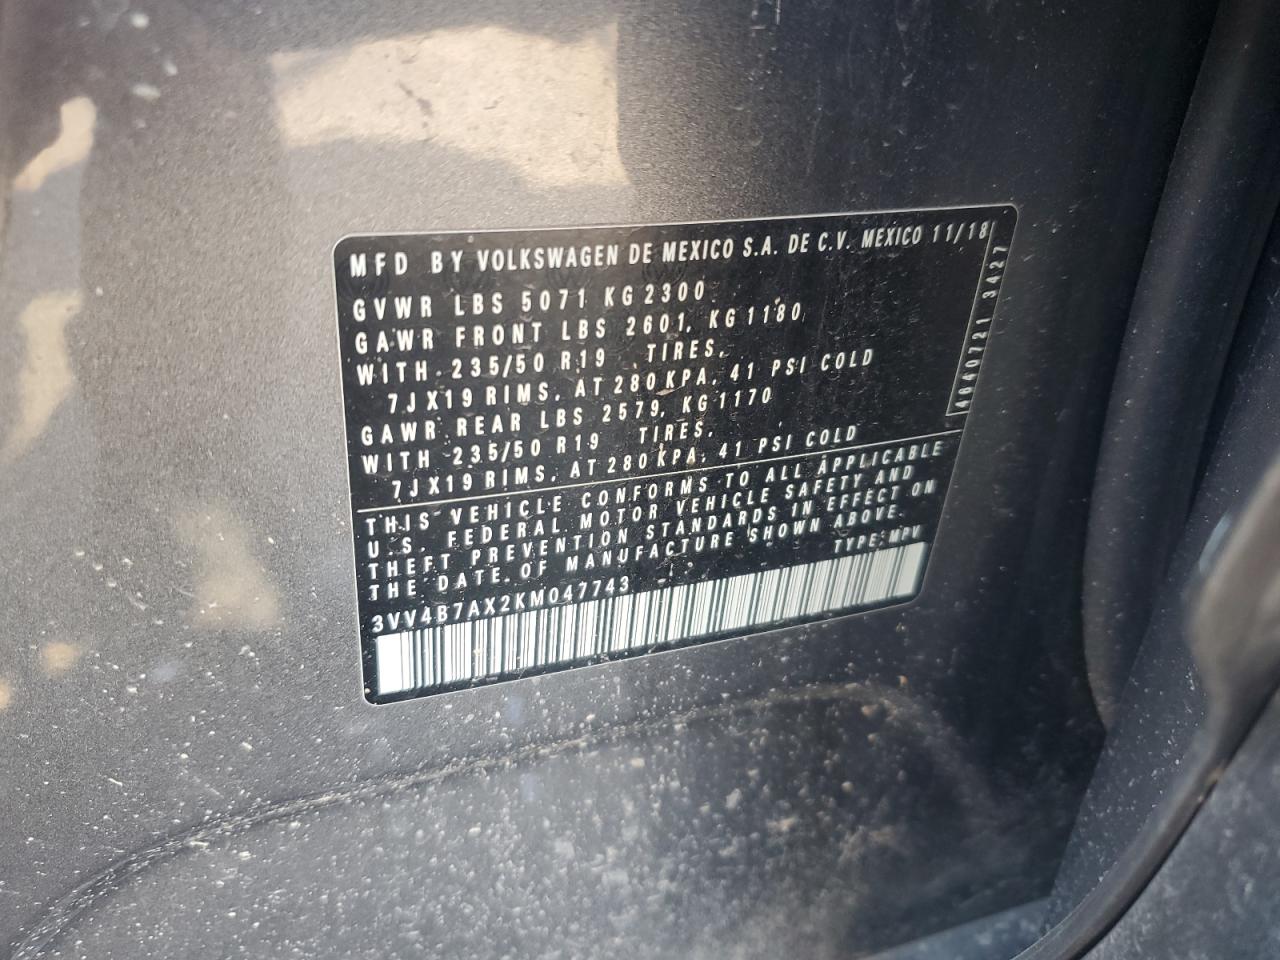 MFD BY VOLKSWAGEN DE MEXICO S.A. DE C.V. MEXICO 11/18
GVWR LBS 5071 KG 2300
GAWR FRONT LBS 2601, KG 1180,
WITH 235/50 R19 TIRES,
7JX19 RIMS, AT 280 KPA, 41 PSI COLD
GAWR REAR LBS 2579, KG 1170
WITH 235/50 R19 TIRES,
7JX19 RIMS, AT 280 KPA, 41 PSI COLD
THIS VEHICLE CONFORMS TO ALL APPLICABLE
U.S. FEDERAL MOTOR VEHICLE SAFETY AND
THEFT PREVENTION STANDARDS IN EFFECT ON
THE DATE OF MANUFACTURE SHOWN ABOVE.
3VV4B7AX2KM047743 TYPE:MPV
4640721 3427